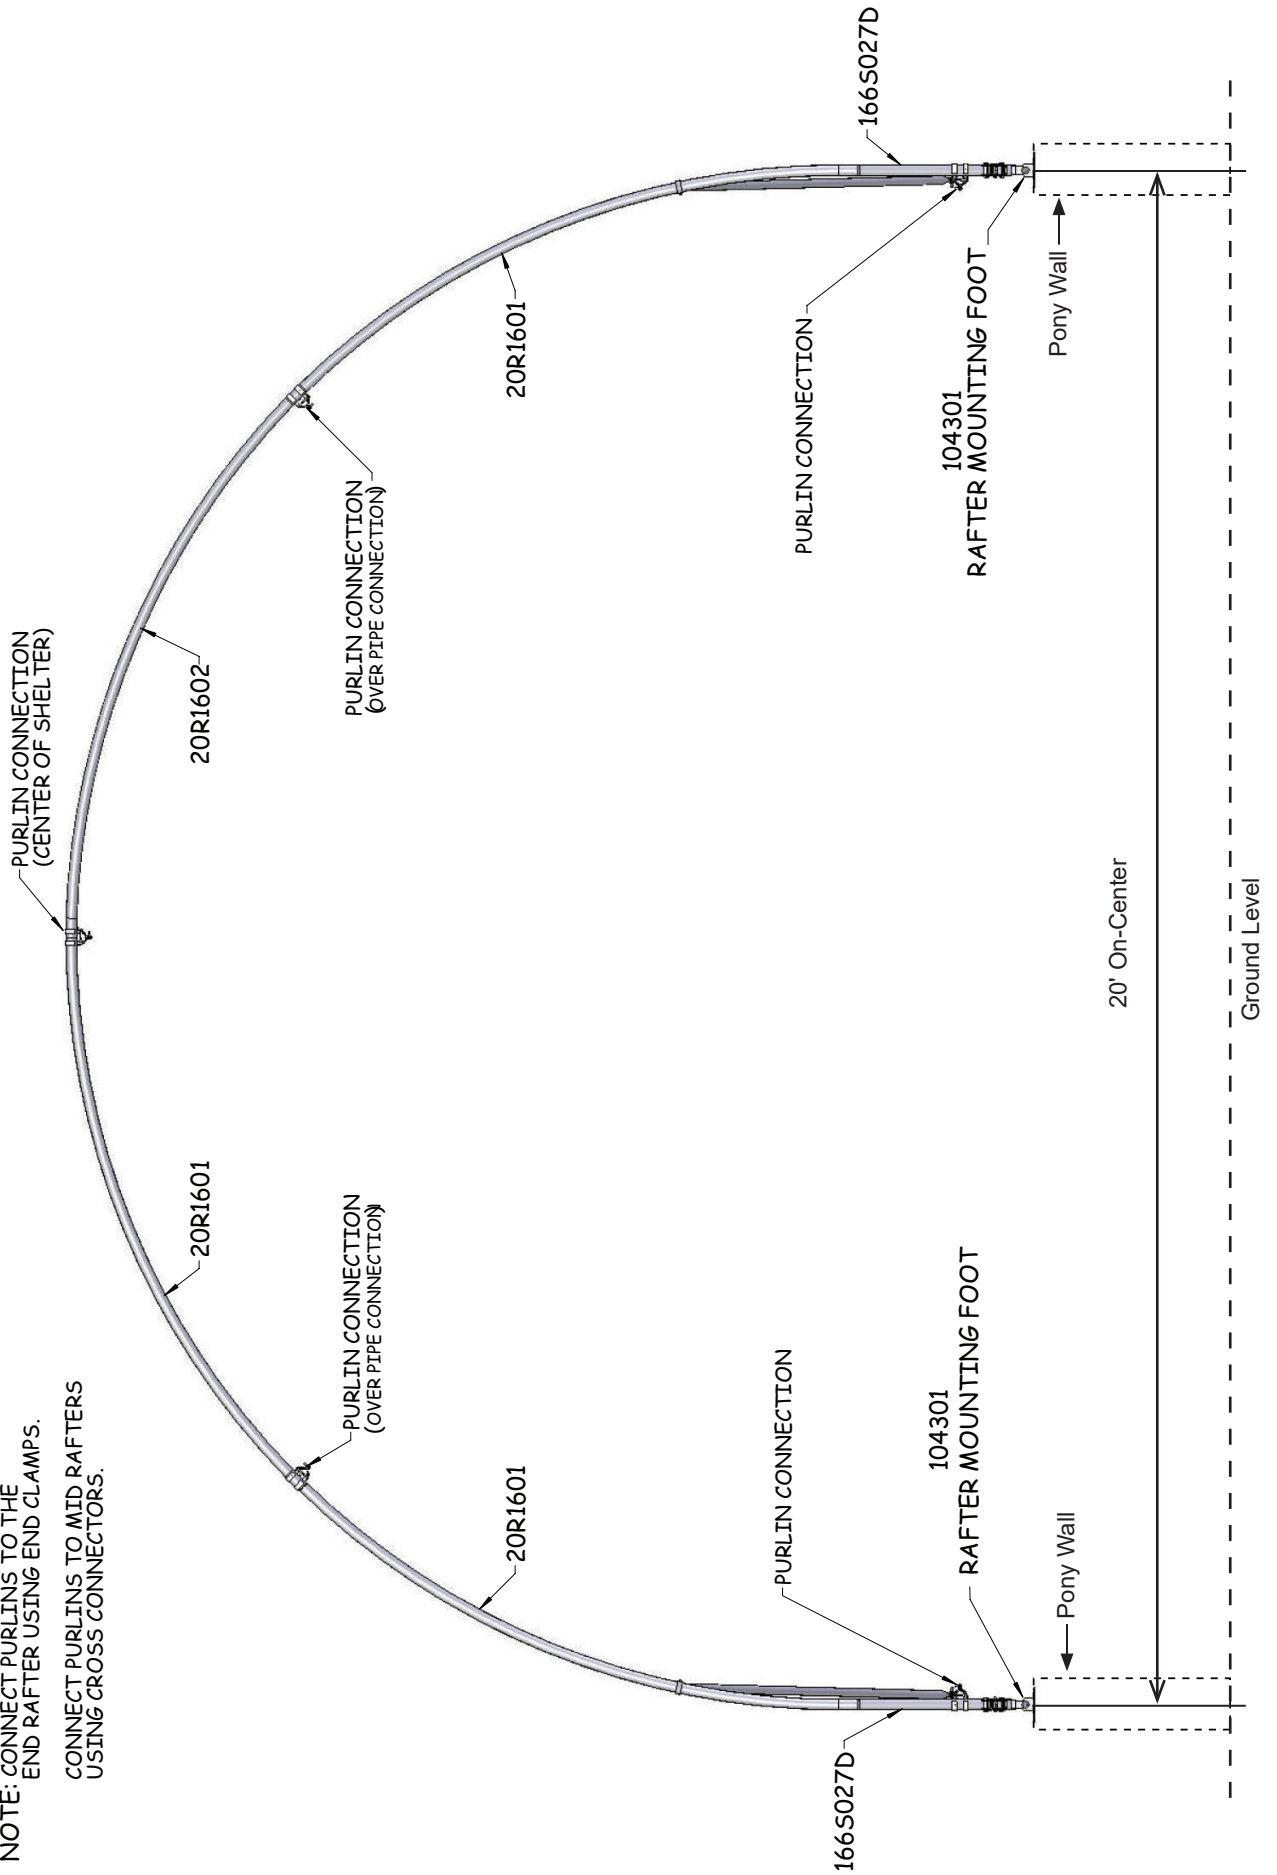 NOTE: CONNECT PURLINS TO THE
END RAFTER USING END CLAMPS.
CONNECT PURLINS TO MID RAFTERS
USING CROSS CONNECTORS.
PURLIN CONNECTION
(CENTER OF SHELTER)
20R1601
20R1602
PURLIN CONNECTION
(OVER PIPE CONNECTION)
PURLIN CONNECTION
(OVER PIPE CONNECTION)
20R1601
20R1601
PURLIN CONNECTION
PURLIN CONNECTION
166S027D
166S027D
104301
RAFTER MOUNTING FOOT
104301
RAFTER MOUNTING FOOT
Pony Wall
Pony Wall
20' On-Center
Ground Level